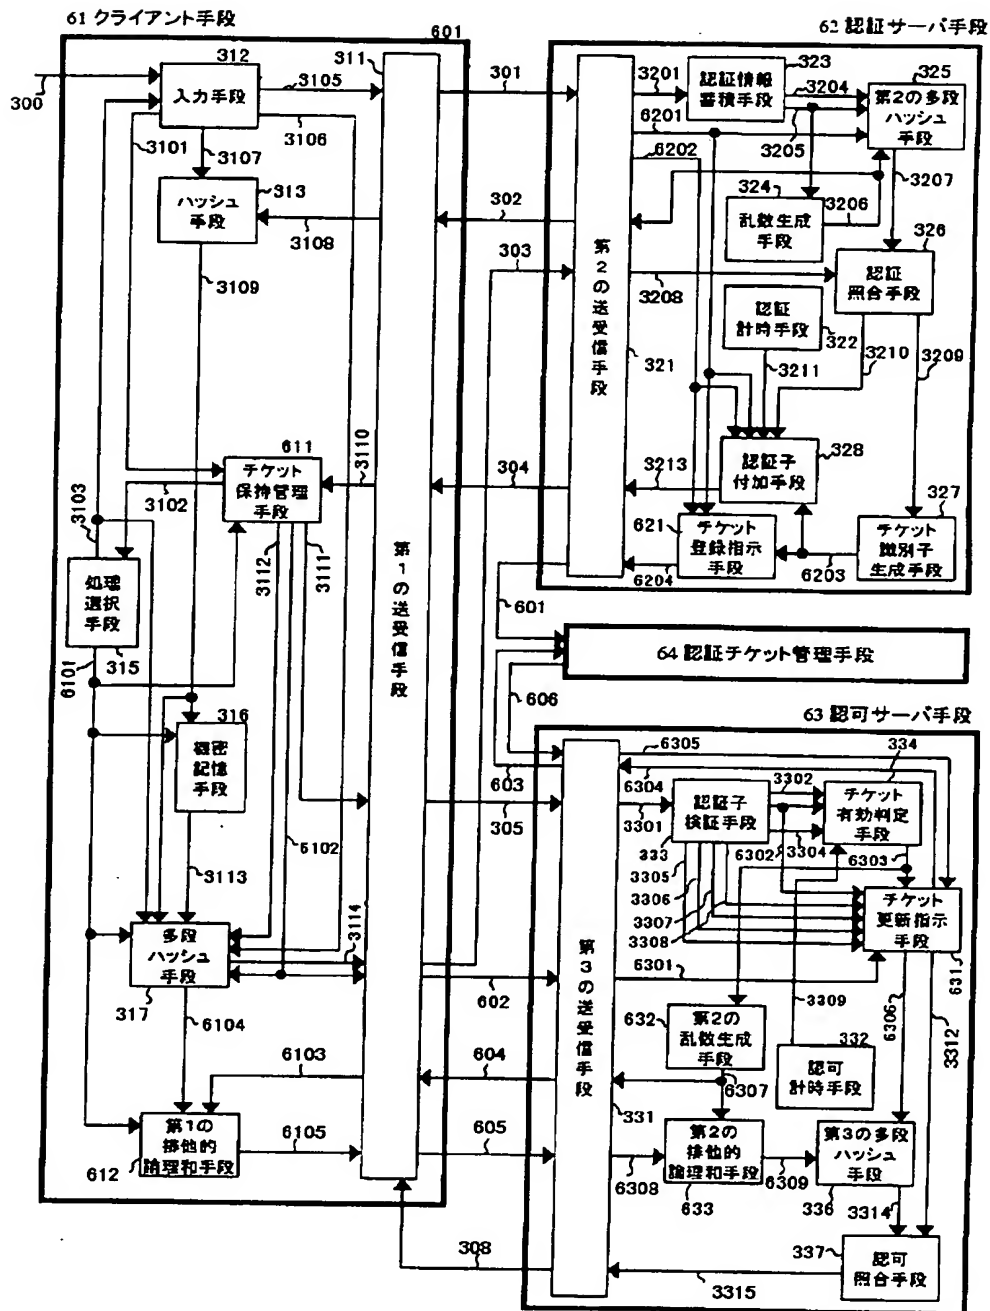 61 クライアント手段
601
300
312
入力手段
3105
3106
3101
3107
313
ハッシュ
手段
3108
3109
311
第1の送受信手段
301
302
303
304
3110
611
チケット
保持管理
手段
3102
3103
3112
3111
処理
選択
手段
315
6101
316
機密
記憶
手段
3113
6102
3114
多段
ハッシュ
手段
317
6104
6103
第1の
排他的
論理和手段
612
6105
305
602
604
605
308
62 認証サーバ手段
第2の送受信手段
321
3201
6201
6202
323
認証情報
蓄積手段
3204
3205
325
第2の多段
ハッシュ
手段
3207
324
乱数生成
手段
3206
326
認証
照合手段
3208
認証
計時手段
322
3211
3210
3209
認証子
付加手段
328
3213
621
チケット
登録指示
手段
6204
6203
327
チケット
識別子
生成手段
601
606
603
64 認証チケット管理手段
63 認可サーバ手段
第3の送受信手段
331
6305
6304
3301
認証子
検証手段
333
3302
6302
3304
334
チケット
有効判定
手段
6303
3305
3306
3307
3308
チケット
更新指示
手段
631
6301
3309
6306
3312
632
第2の
乱数生成
手段
6307
332
認可
計時手段
6308
第2の
排他的
論理和手段
633
6309
第3の多段
ハッシュ
手段
336
3314
337
認可
照合手段
3315